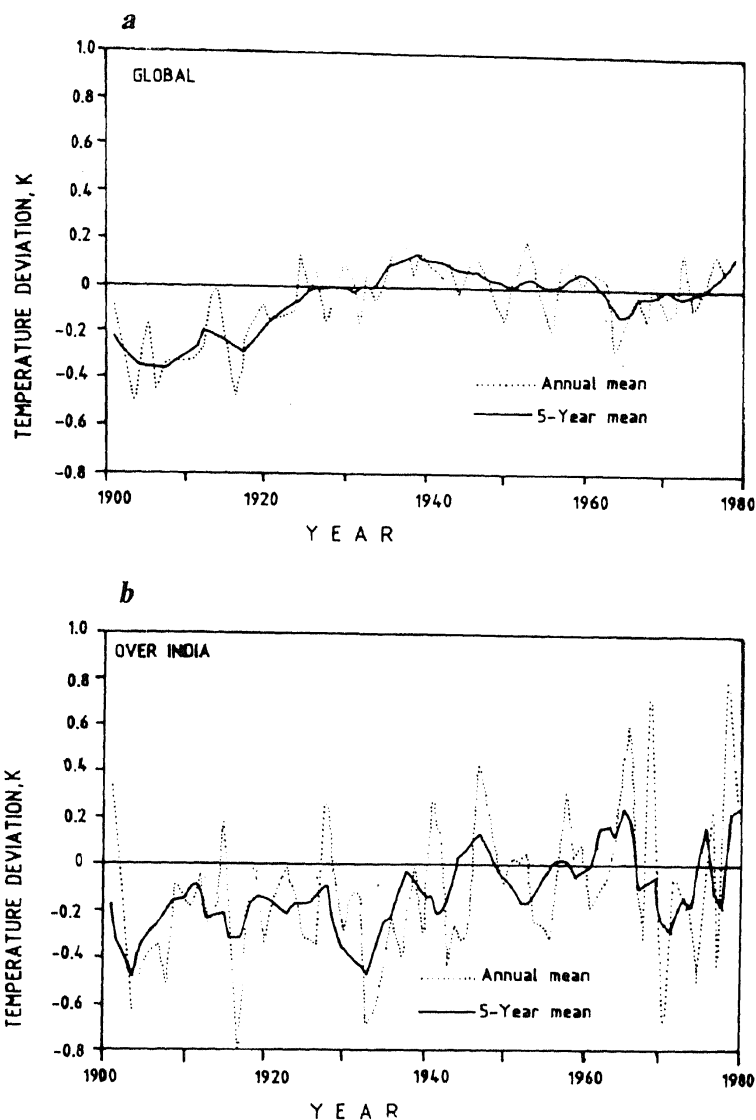 a
1.0
GLOBAL
0.8
0.6
0.4
0.2
0
-0.2
-0.4
-0.6
-0.8
TEMPERATURE DEVIATION, K
Annual mean
5-Year mean
1900 1920 1940 1960 1980
YEAR
b
1.0
OVER INDIA
0.8
0.6
0.4
0.2
0
-0.2
-0.4
-0.6
-0.8
TEMPERATURE DEVIATION, K
Annual mean
5-Year mean
1900 1920 1940 1960 1980
YEAR